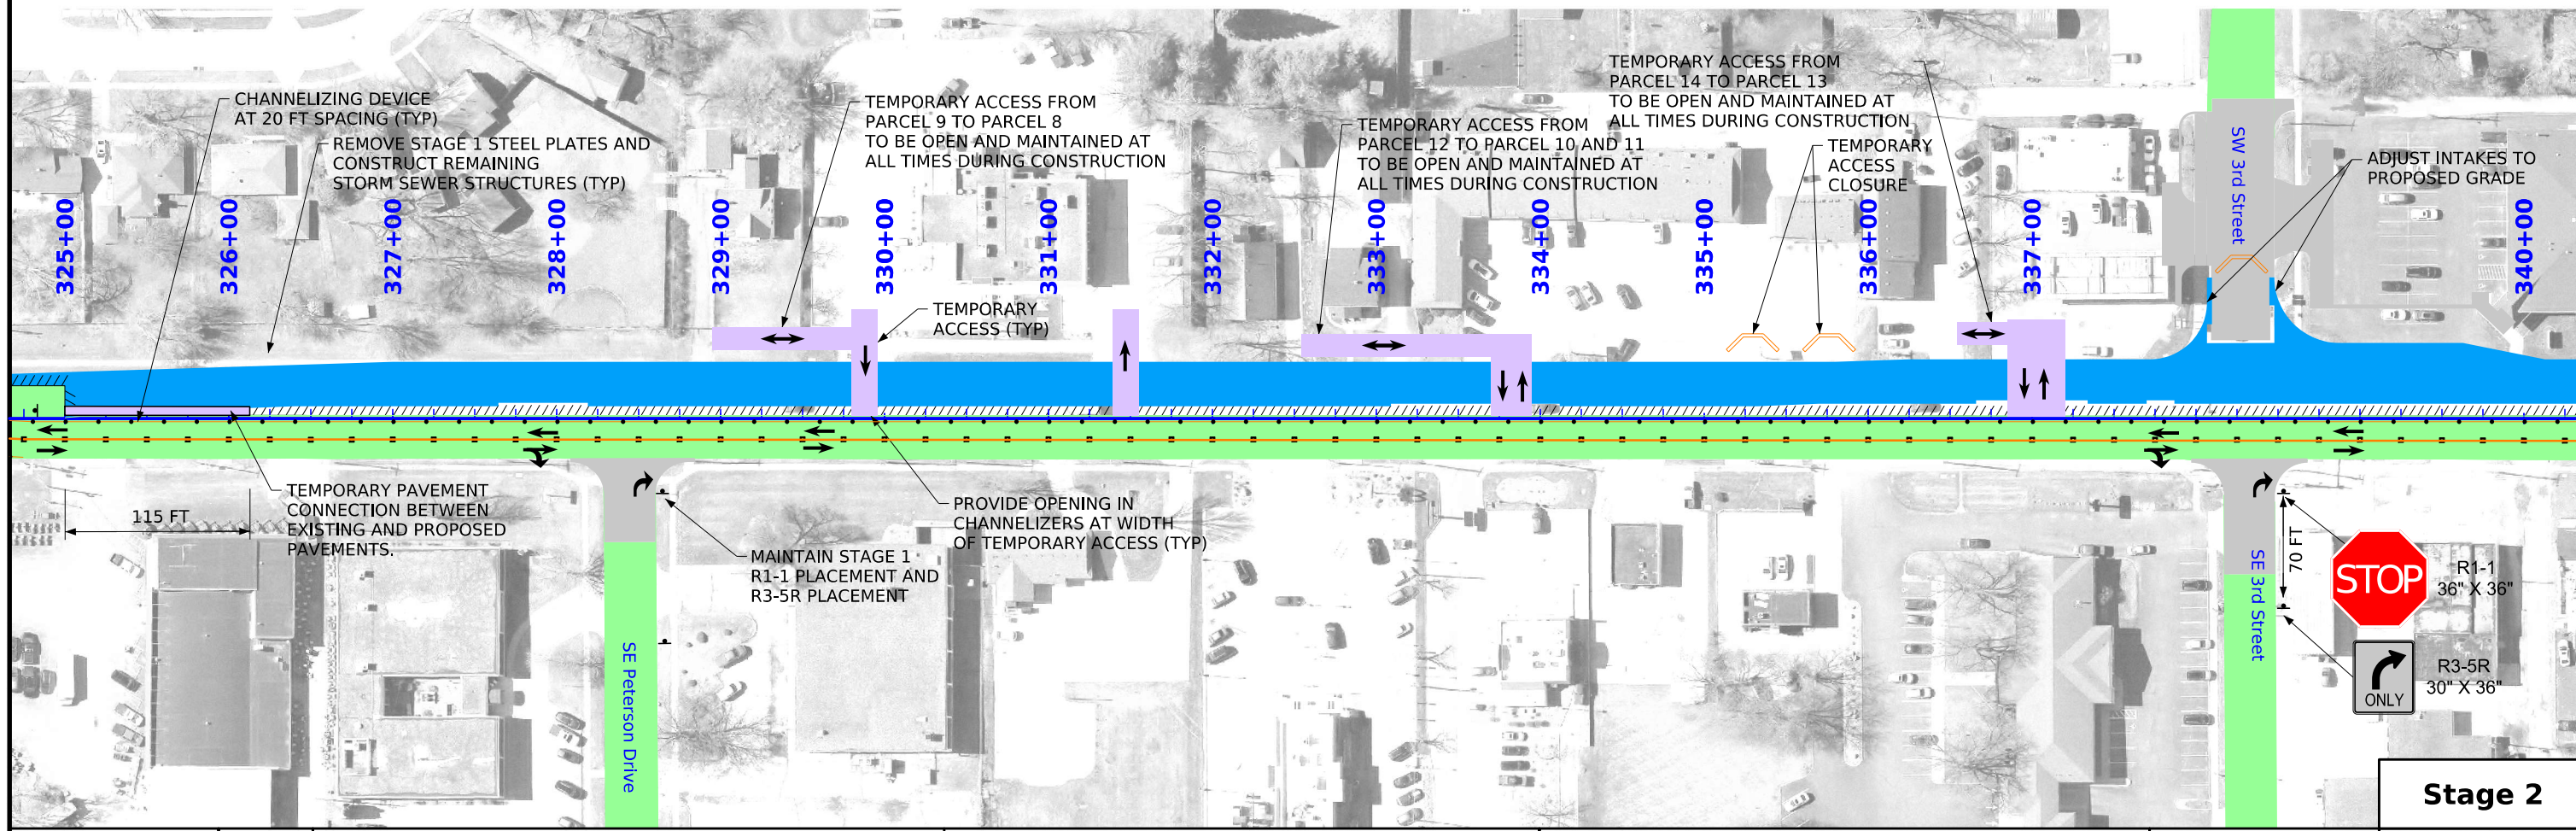 CHANNELIZING DEVICE
AT 20 FT SPACING (TYP)
REMOVE STAGE 1 STEEL PLATES AND
CONSTRUCT REMAINING
STORM SEWER STRUCTURES (TYP)
TEMPORARY ACCESS FROM
PARCEL 9 TO PARCEL 8
TO BE OPEN AND MAINTAINED AT
ALL TIMES DURING CONSTRUCTION
TEMPORARY ACCESS FROM
PARCEL 12 TO PARCEL 10 AND 11
TO BE OPEN AND MAINTAINED AT
ALL TIMES DURING CONSTRUCTION
TEMPORARY ACCESS FROM
PARCEL 14 TO PARCEL 13
TO BE OPEN AND MAINTAINED AT
ALL TIMES DURING CONSTRUCTION
TEMPORARY
ACCESS
CLOSURE
SW 3rd Street
ADJUST INTAKES TO
PROPOSED GRADE
325+00
326+00
327+00
328+00
329+00
330+00
331+00
332+00
333+00
334+00
335+00
336+00
337+00
340+00
TEMPORARY
ACCESS (TYP)
115 FT
TEMPORARY PAVEMENT
CONNECTION BETWEEN
EXISTING AND PROPOSED
PAVEMENTS.
SE Peterson Drive
MAINTAIN STAGE 1
R1-1 PLACEMENT AND
R3-5R PLACEMENT
PROVIDE OPENING IN
CHANNELIZERS AT WIDTH
OF TEMPORARY ACCESS (TYP)
SE 3rd Street
70 FT
STOP
R1-1
36" X 36"
ONLY
R3-5R
30" X 36"
Stage 2